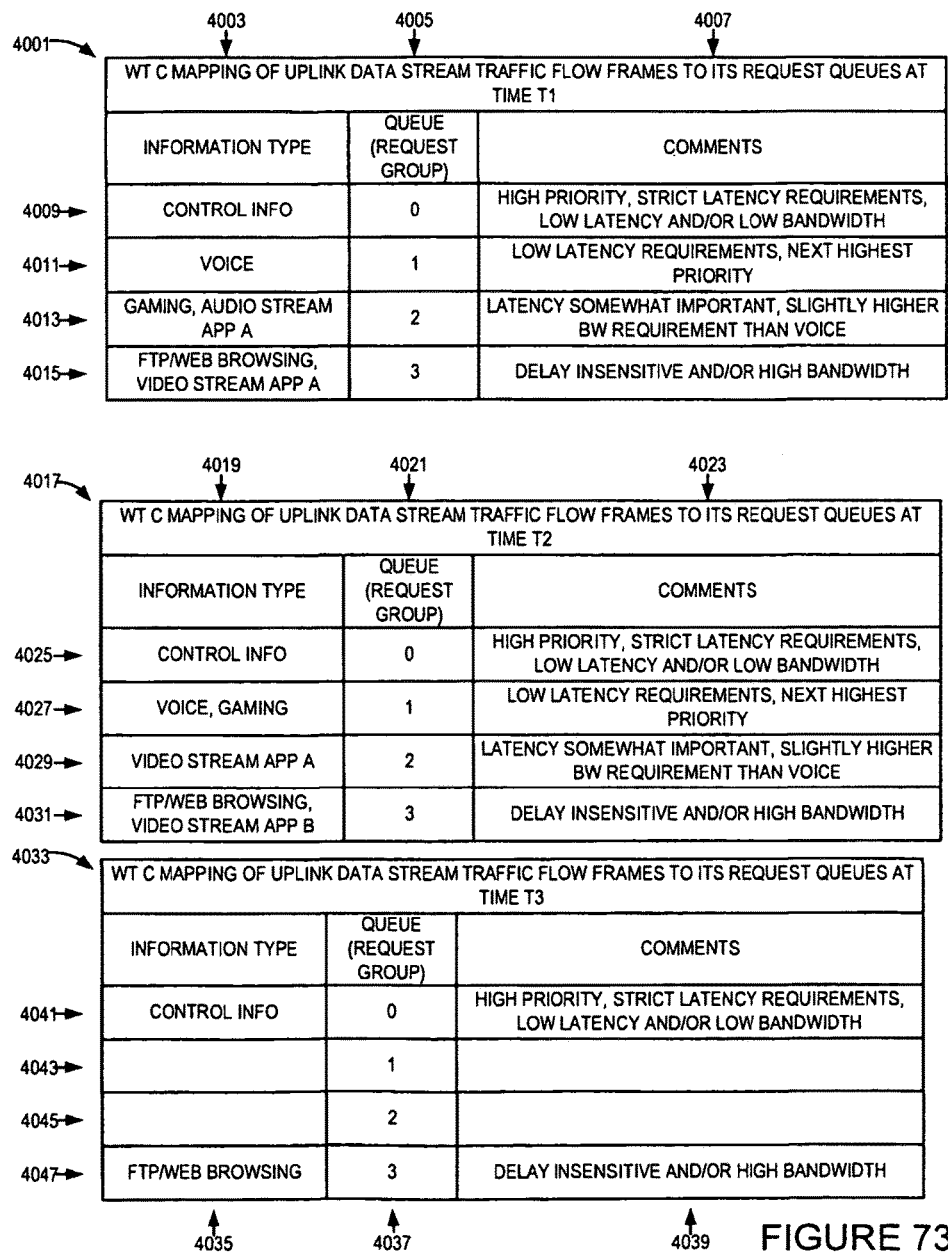 4003 4005 4007
4001
WT C MAPPING OF UPLINK DATA STREAM TRAFFIC FLOW FRAMES TO ITS REQUEST QUEUES AT
TIME T1
INFORMATION TYPE
QUEUE
(REQUEST
GROUP)
COMMENTS
4009
CONTROL INFO
0
HIGH PRIORITY, STRICT LATENCY REQUIREMENTS,
LOW LATENCY AND/OR LOW BANDWIDTH
4011
VOICE
1
LOW LATENCY REQUIREMENTS, NEXT HIGHEST
PRIORITY
4013
GAMING, AUDIO STREAM
APP A
2
LATENCY SOMEWHAT IMPORTANT, SLIGHTLY HIGHER
BW REQUIREMENT THAN VOICE
4015
FTP/WEB BROWSING,
VIDEO STREAM APP A
3
DELAY INSENSITIVE AND/OR HIGH BANDWIDTH
4019 4021 4023
4017
WT C MAPPING OF UPLINK DATA STREAM TRAFFIC FLOW FRAMES TO ITS REQUEST QUEUES AT
TIME T2
INFORMATION TYPE
QUEUE
(REQUEST
GROUP)
COMMENTS
4025
CONTROL INFO
0
HIGH PRIORITY, STRICT LATENCY REQUIREMENTS,
LOW LATENCY AND/OR LOW BANDWIDTH
4027
VOICE, GAMING
1
LOW LATENCY REQUIREMENTS, NEXT HIGHEST
PRIORITY
4029
VIDEO STREAM APP A
2
LATENCY SOMEWHAT IMPORTANT, SLIGHTLY HIGHER
BW REQUIREMENT THAN VOICE
4031
FTP/WEB BROWSING,
VIDEO STREAM APP B
3
DELAY INSENSITIVE AND/OR HIGH BANDWIDTH
4033
WT C MAPPING OF UPLINK DATA STREAM TRAFFIC FLOW FRAMES TO ITS REQUEST QUEUES AT
TIME T3
INFORMATION TYPE
QUEUE
(REQUEST
GROUP)
COMMENTS
4041
CONTROL INFO
0
HIGH PRIORITY, STRICT LATENCY REQUIREMENTS,
LOW LATENCY AND/OR LOW BANDWIDTH
4043
1
4045
2
4047
FTP/WEB BROWSING
3
DELAY INSENSITIVE AND/OR HIGH BANDWIDTH
4035 4037 4039
FIGURE 73